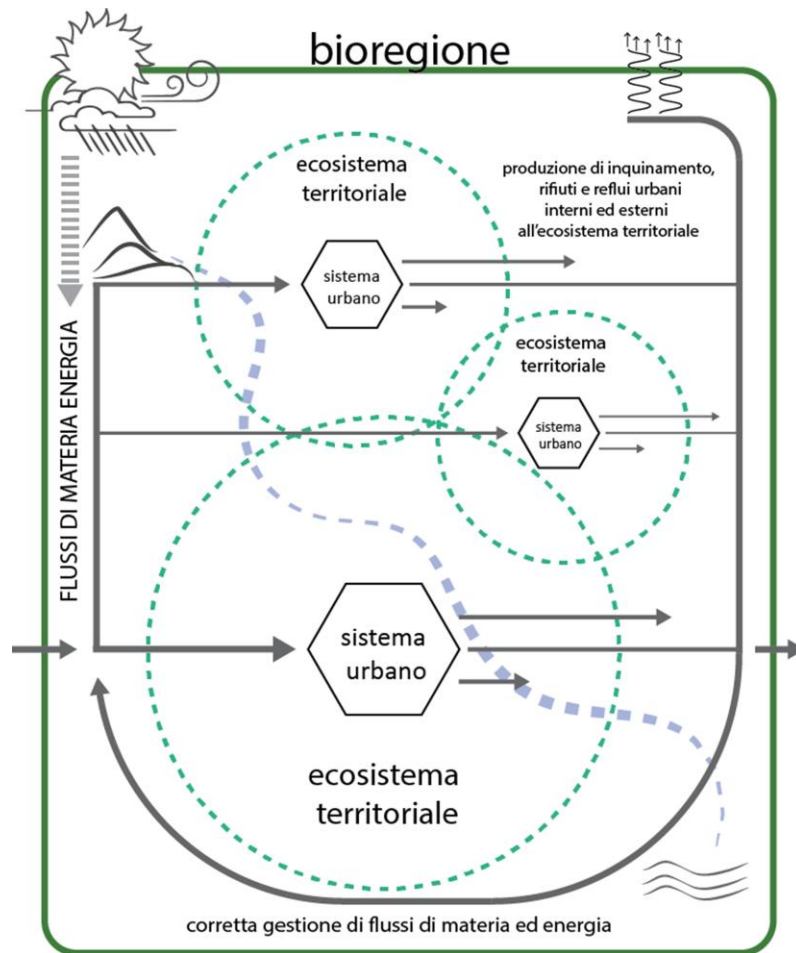 bioregione
ecosistema
territoriale
produzione di inquinamento,
rifiuti e reflui urbani
interni ed esterni
all'ecosistema territoriale
sistema
urbano
ecosistema
territoriale
sistema
urbano
FLUSSI DI MATERIA ENERGIA
sistema
urbano
ecosistema
territoriale
corretta gestione di flussi di materia ed energia